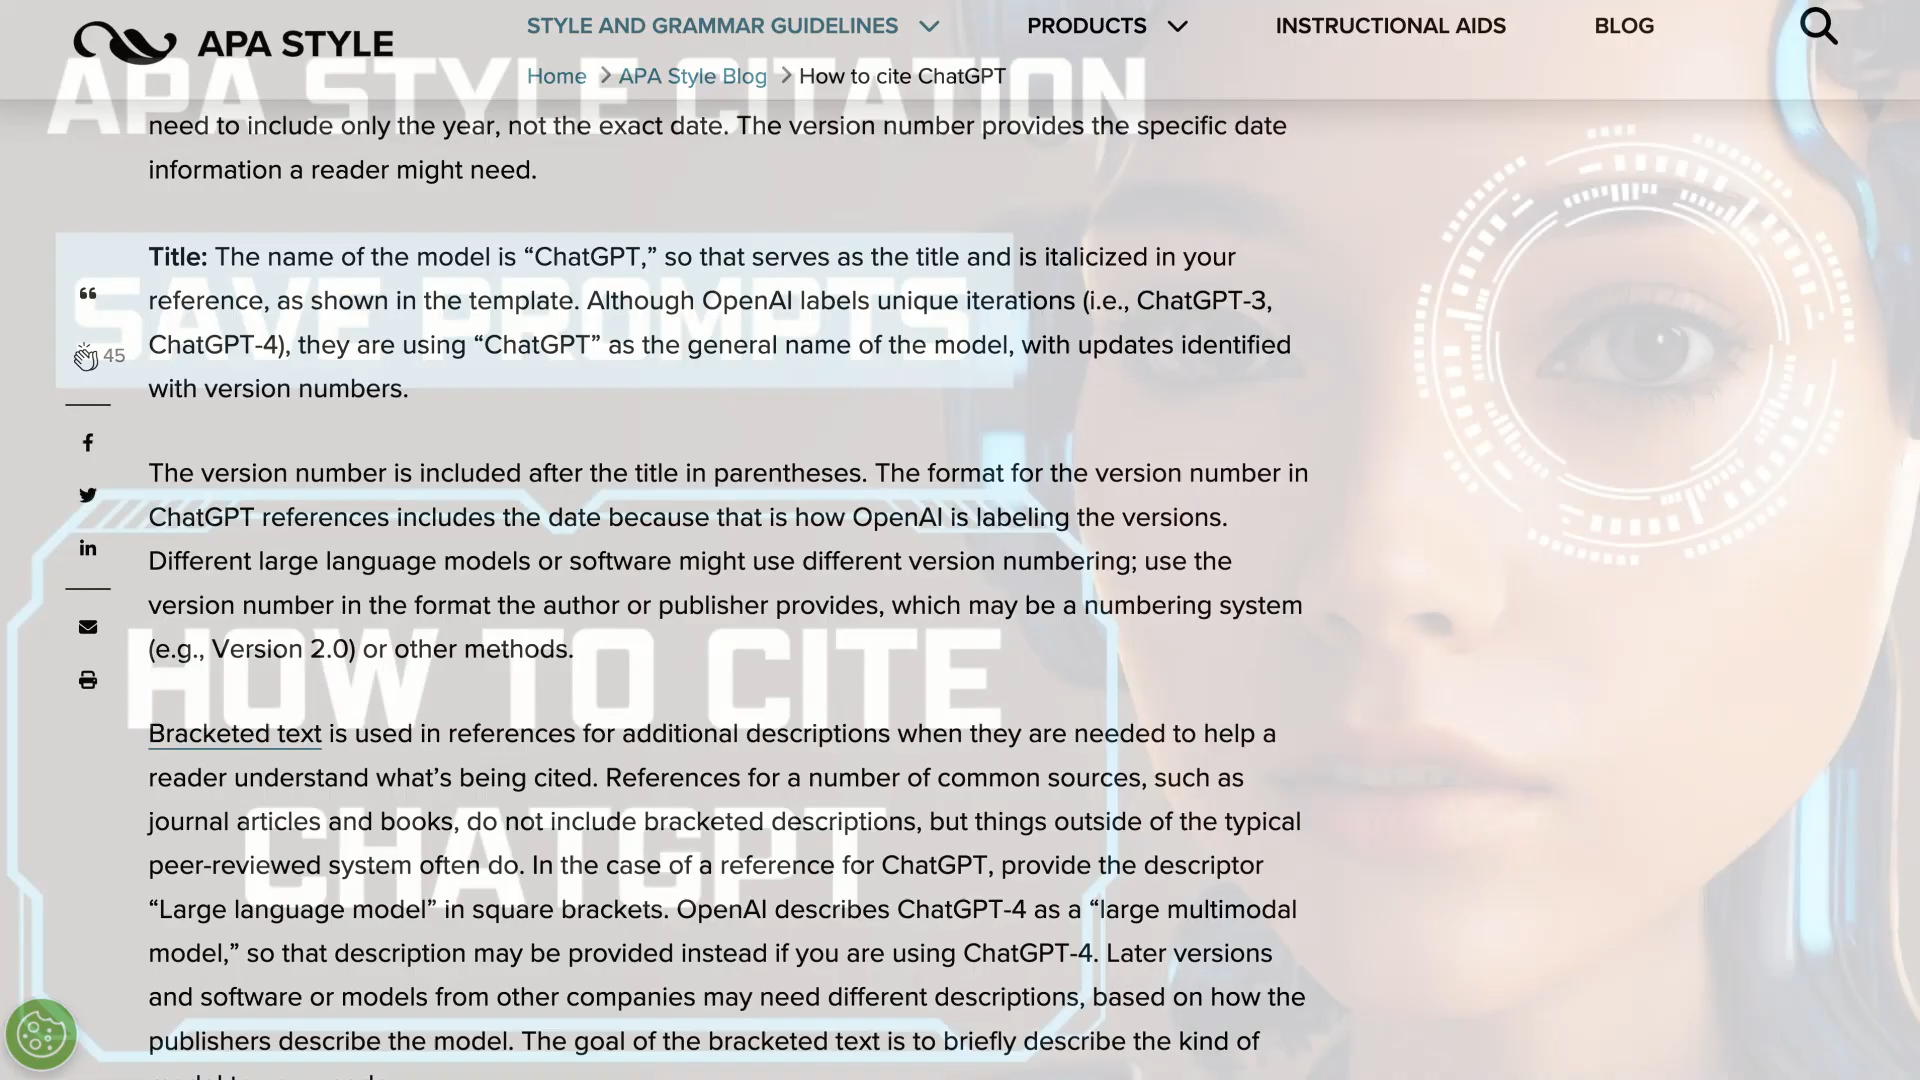 APA STYLE
STYLE AND GRAMMAR GUIDELINES
PRODUCTS
INSTRUCTIONAL AIDS
BLOG
Home > APA Style Blog > How to cite ChatGPT
APA STYLE CITATION
need to include only the year, not the exact date. The version number provides the specific date
information a reader might need.
Title: The name of the model is “ChatGPT,” so that serves as the title and is italicized in your
reference, as shown in the template. Although OpenAI labels unique iterations (i.e., ChatGPT-3,
ChatGPT-4), they are using “ChatGPT” as the general name of the model, with updates identified
with version numbers.
SAVE PROMPTS
45
The version number is included after the title in parentheses. The format for the version number in
ChatGPT references includes the date because that is how OpenAI is labeling the versions.
Different large language models or software might use different version numbering; use the
version number in the format the author or publisher provides, which may be a numbering system
(e.g., Version 2.0) or other methods.
HOW TO CITE
CHATGPT
Bracketed text is used in references for additional descriptions when they are needed to help a
reader understand what’s being cited. References for a number of common sources, such as
journal articles and books, do not include bracketed descriptions, but things outside of the typical
peer-reviewed system often do. In the case of a reference for ChatGPT, provide the descriptor
“Large language model” in square brackets. OpenAI describes ChatGPT-4 as a “large multimodal
model,” so that description may be provided instead if you are using ChatGPT-4. Later versions
and software or models from other companies may need different descriptions, based on how the
publishers describe the model. The goal of the bracketed text is to briefly describe the kind of